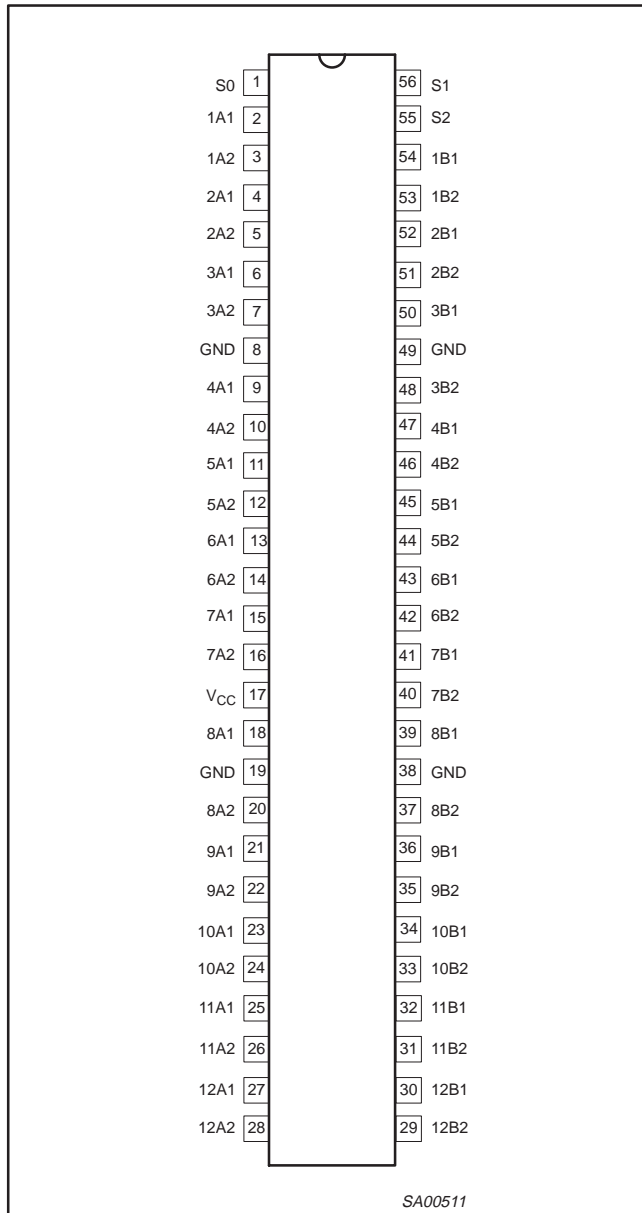 S0 1 56 S1
1A1 2 55 S2
1A2 3 54 1B1
2A1 4 53 1B2
2A2 5 52 2B1
3A1 6 51 2B2
3A2 7 50 3B1
GND 8 49 GND
4A1 9 48 3B2
4A2 10 47 4B1
5A1 11 46 4B2
5A2 12 45 5B1
6A1 13 44 5B2
6A2 14 43 6B1
7A1 15 42 6B2
7A2 16 41 7B1
VCC 17 40 7B2
8A1 18 39 8B1
GND 19 38 GND
8A2 20 37 8B2
9A1 21 36 9B1
9A2 22 35 9B2
10A1 23 34 10B1
10A2 24 33 10B2
11A1 25 32 11B1
11A2 26 31 11B2
12A1 27 30 12B1
12A2 28 29 12B2
SA00511